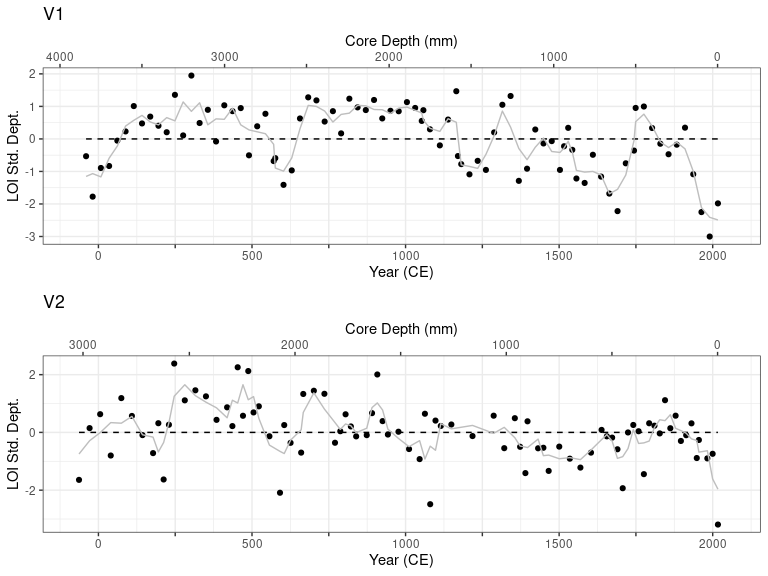 V1
Core Depth (mm)
4000 3000 2000 1000 0
2
1
0
-1
-2
-3
LOI Std. Dept.
0 500 1000 1500 2000
Year (CE)
V2
Core Depth (mm)
3000 2000 1000 0
2
0
-2
LOI Std. Dept.
0 500 1000 1500 2000
Year (CE)